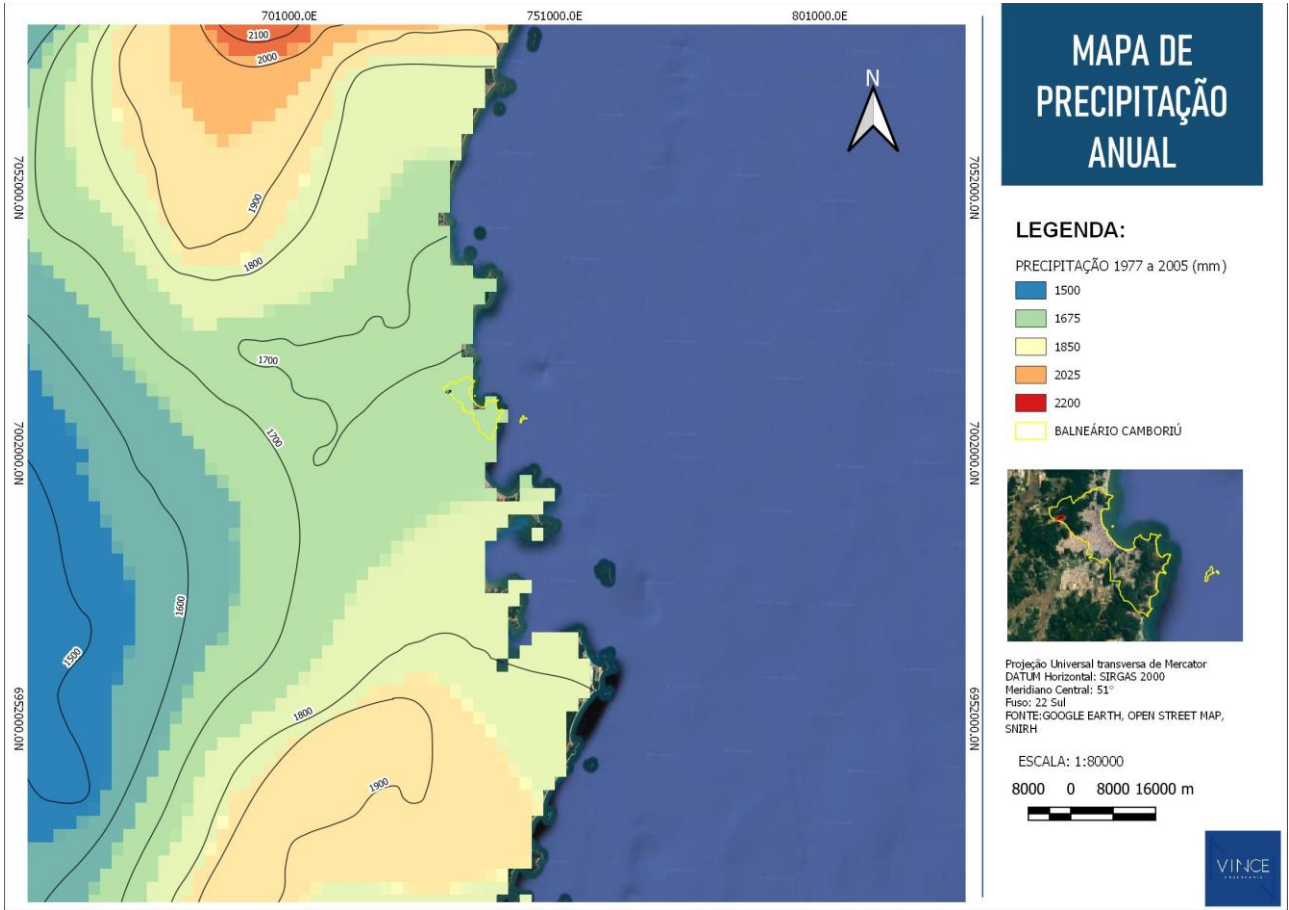 701000.0E 751000.0E 801000.0E
MAPA DE
PRECIPITAÇÃO
ANUAL
2100
2000
N
7052000.0N
7052000.0N
1900
1800
LEGENDA:
PRECIPITAÇÃO 1977 a 2005 (mm)
1500
1675
1850
2025
2200
BALNEÁRIO CAMBORIÚ
1700
1700
7002000.0N
7002000.0N
1600
1500
1800
1900
6952000.0N
6952000.0N
Projeção Universal transversa de Mercator
DATUM Horizontal: SIRGAS 2000
Meridiano Central: 51°
Fuso: 22 Sul
FONTE:GOOGLE EARTH, OPEN STREET MAP,
SNIRH
ESCALA: 1:80000
8000 0 8000 16000 m
VINCE